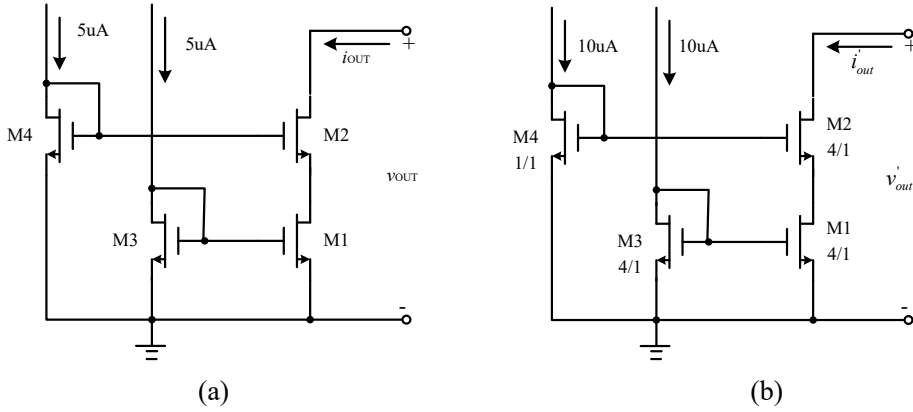 5uA
5uA
+
iOUT
M4
M2
vOUT
M3
M1
-
(a)
10uA
10uA
+
i'out
M4
1/1
M2
4/1
v'out
M3
4/1
M1
4/1
-
(b)